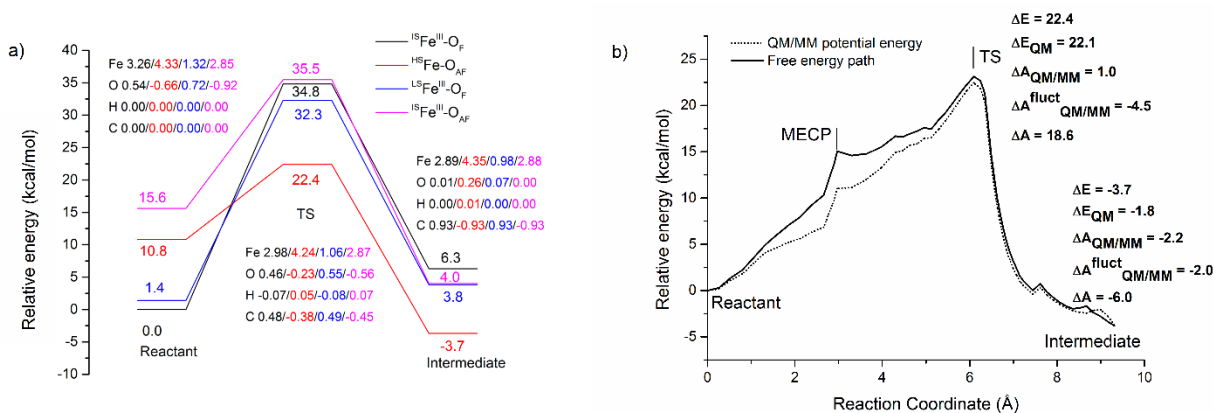 a)
ISFeIII-OF
HSFe-OAF
LSFeIII-OF
ISFeIII-OAF
Fe 3.26/4.33/1.32/2.85
O 0.54/-0.66/0.72/-0.92
H 0.00/0.00/0.00/0.00
C 0.00/0.00/0.00/0.00
35.5
34.8
32.3
22.4
TS
15.6
10.8
1.4
0.0
Reactant
Fe 2.98/4.24/1.06/2.87
O 0.46/-0.23/0.55/-0.56
H -0.07/0.05/-0.08/0.07
C 0.48/-0.38/0.49/-0.45
Fe 2.89/4.35/0.98/2.88
O 0.01/0.26/0.07/0.00
H 0.00/0.01/0.00/0.00
C 0.93/-0.93/0.93/-0.93
6.3
4.0
3.8
-3.7
Intermediate
Relative energy (kcal/mol)
45
40
35
30
25
20
15
10
5
0
-5
-10
b)
QM/MM potential energy
Free energy path
MECP
TS
ΔE = 22.4
ΔEQM = 22.1
ΔAQM/MM = 1.0
ΔAfluctQM/MM = -4.5
ΔA = 18.6
ΔE = -3.7
ΔEQM = -1.8
ΔAQM/MM = -2.2
ΔAfluctQM/MM = -2.0
ΔA = -6.0
Reactant
Intermediate
Relative energy (kcal/mol)
25
20
15
10
5
0
-5
0 2 4 6 8 10
Reaction Coordinate (Å)